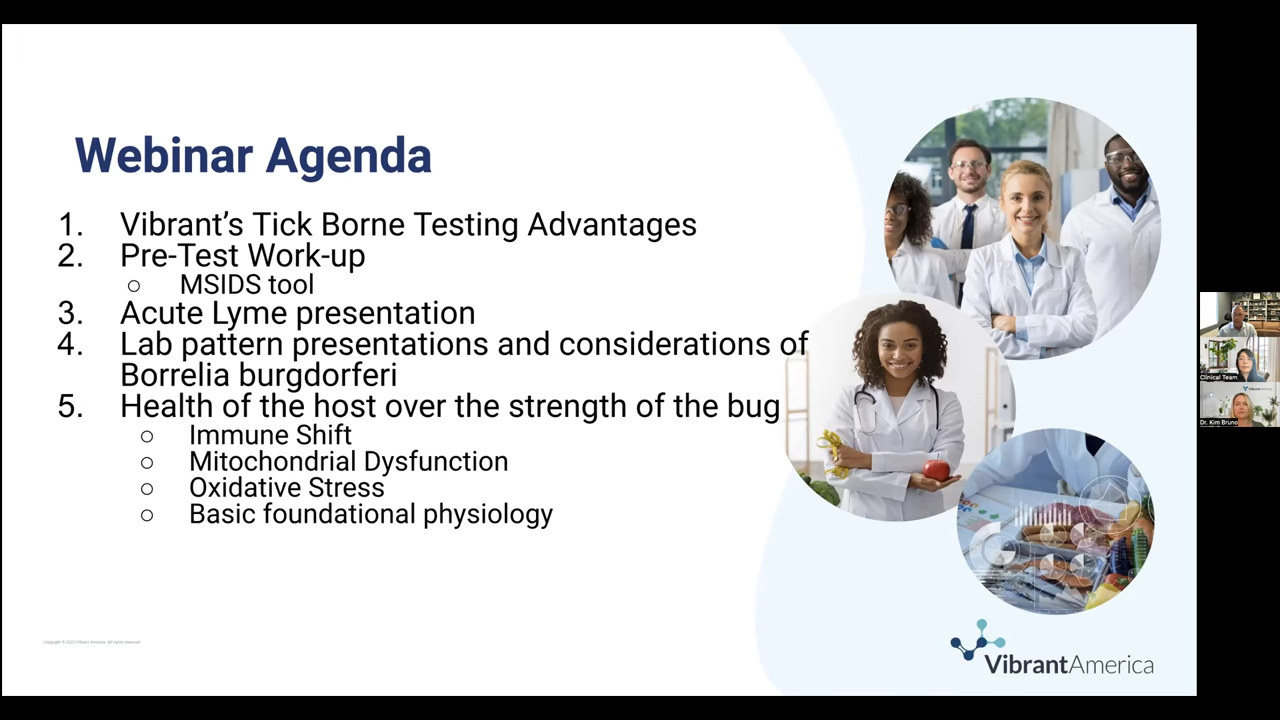 Webinar Agenda
1. Vibrant’s Tick Borne Testing Advantages
2. Pre-Test Work-up
○ MSIDS tool
3. Acute Lyme presentation
4. Lab pattern presentations and considerations of
Borrelia burgdorferi
5. Health of the host over the strength of the bug
○ Immune Shift
○ Mitochondrial Dysfunction
○ Oxidative Stress
○ Basic foundational physiology
VibrantAmerica
Clinical Team
Dr. Kim Bruno